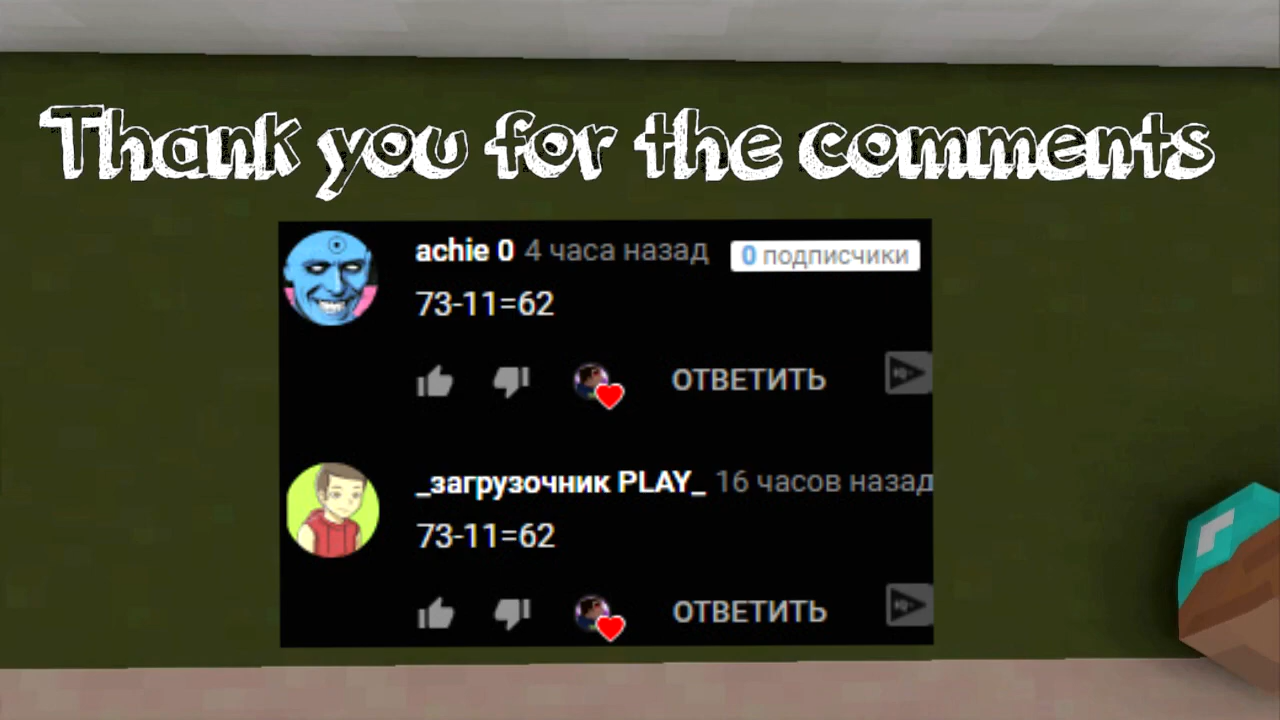 Thank you for the comments
achie 0 4 часа назад 0 подписчики
73-11=62
ОТВЕТИТЬ
_загрузочник PLAY_ 16 часов назад
73-11=62
ОТВЕТИТЬ